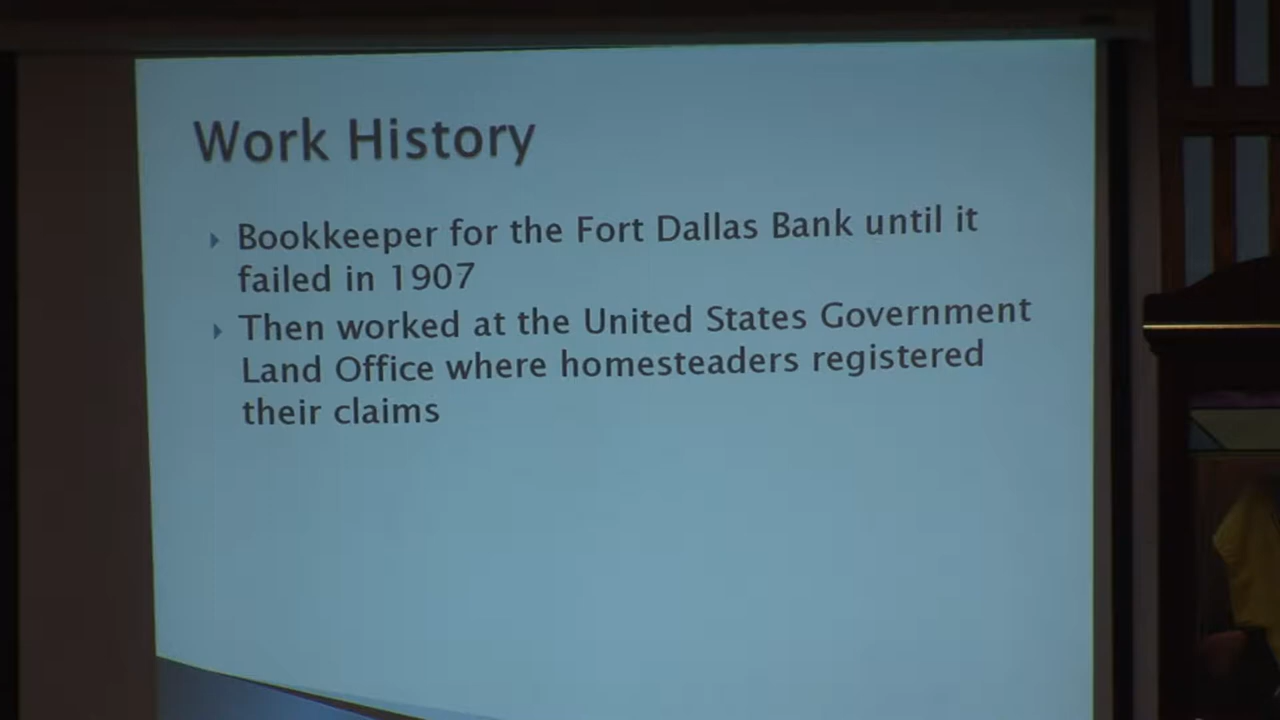 Work History
Bookkeeper for the Fort Dallas Bank until it
failed in 1907
Then worked at the United States Government
Land Office where homesteaders registered
their claims